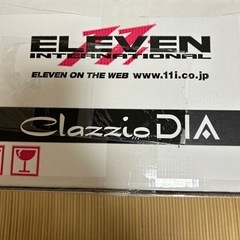 ELEVEN
INTERNATIONAL
ELEVEN ON THE WEB www.11i.co.jp
Clazzio DIA